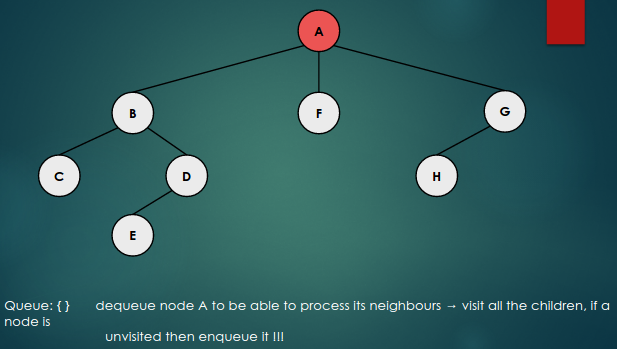 A
B
F
G
C
D
H
E
Queue: { } dequeue node A to be able to process its neighbours → visit all the children, if a
node is
unvisited then enqueue it !!!